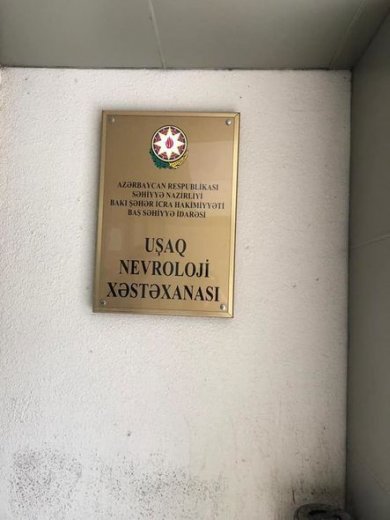 AZƏRBAYCAN RESPUBLİKASI
SƏHİYYƏ NAZİRLİYİ
BAKI ŞƏHƏR İCRA HAKİMİYYƏTİ
BAŞ SƏHİYYƏ İDARƏSİ
UŞAQ
NEVROLOJİ
XƏSTƏXANASI